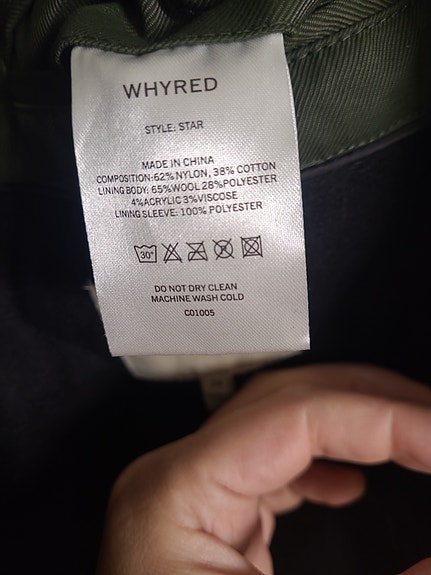 WHYRED
STYLE: STAR
MADE IN CHINA
COMPOSITION:62%NYLON, 38% COTTON
LINING BODY: 65%WOOL 28%POLYESTER
4%ACRYLIC 3%VISCOSE
LINING SLEEVE: 100% POLYESTER
30°
DO NOT DRY CLEAN
MACHINE WASH COLD
C01005